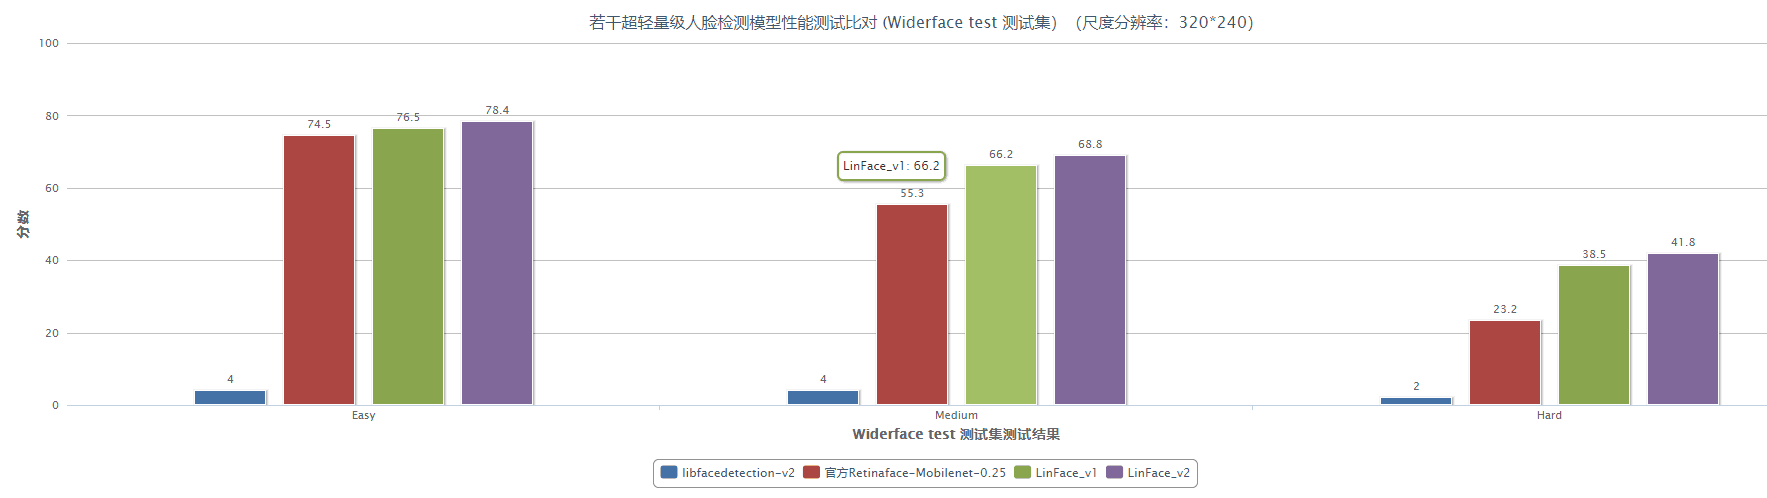 若干超轻量级人脸检测模型性能测试比对 (Widerface test 测试集) （尺度分辨率：320*240）
100
80
60
40
20
0
分数
4
74.5
76.5
78.4
LinFace_v1: 66.2
4
55.3
66.2
68.8
2
23.2
38.5
41.8
Easy
Medium
Hard
Widerface test 测试集测试结果
libfacedetection-v2
官方Retinaface-Mobilenet-0.25
LinFace_v1
LinFace_v2